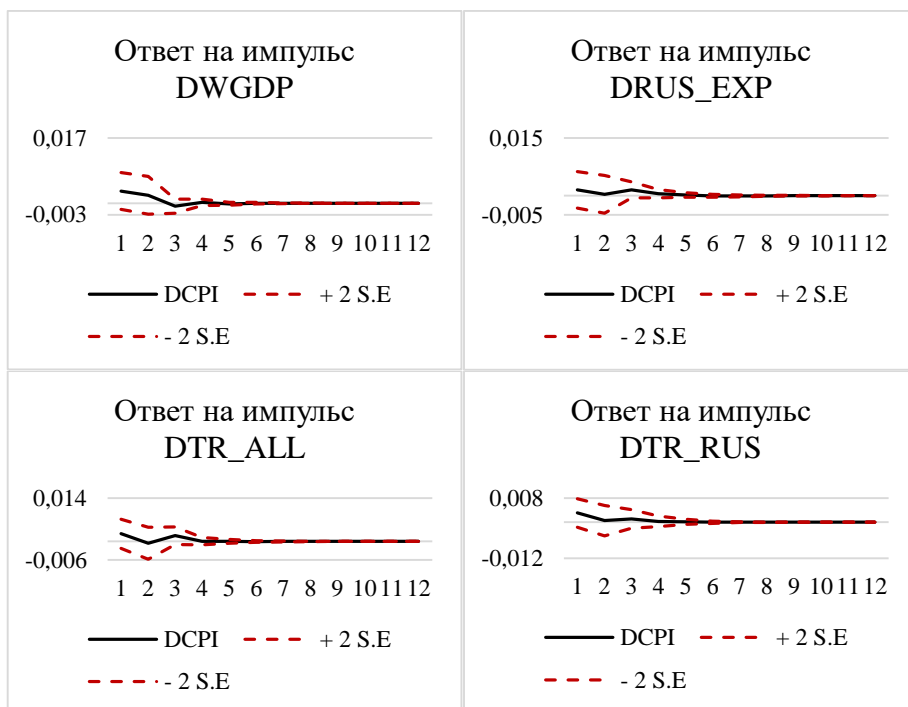 Ответ на импульс
DWGDP
0,017
-0,003
1 2 3 4 5 6 7 8 9 10 11 12
DCPI + 2 S.E
- 2 S.E
Ответ на импульс
DRUS_EXP
0,015
-0,005
1 2 3 4 5 6 7 8 9 10 11 12
DCPI + 2 S.E
- 2 S.E
Ответ на импульс
DTR_ALL
0,014
-0,006
1 2 3 4 5 6 7 8 9 10 11 12
DCPI + 2 S.E
- 2 S.E
Ответ на импульс
DTR_RUS
0,008
-0,012
1 2 3 4 5 6 7 8 9 10 11 12
DCPI + 2 S.E
- 2 S.E